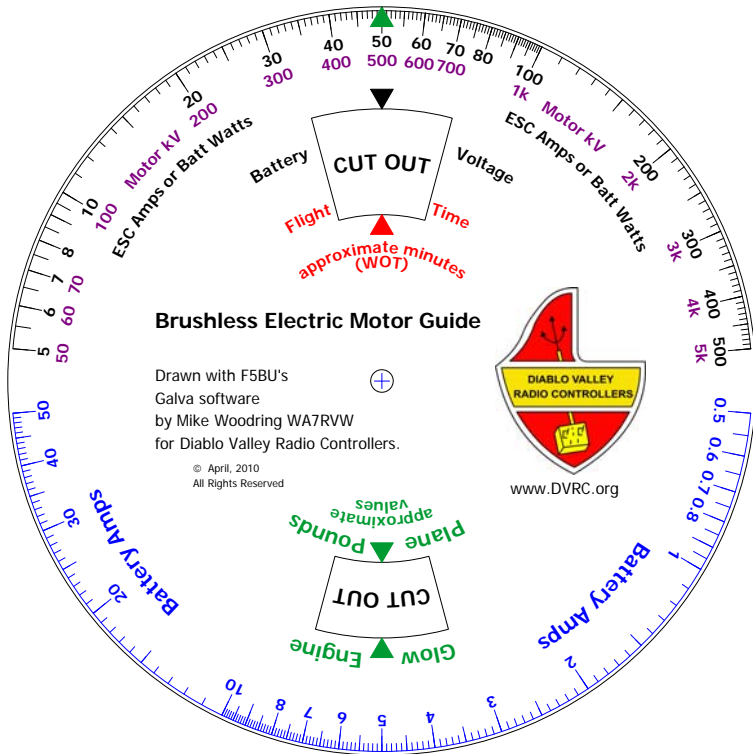 5 6 7 8 10 20 30 40 50 60 70 80 100 200 300 400 500
50 60 70 100 200 300 400 500 600 700 1k 2k 3k 4k 5k
Motor kV
ESC Amps or Batt Watts
Motor kV
ESC Amps or Batt Watts
Battery
CUT OUT
Voltage
Flight
Time
approximate minutes
(WOT)
Brushless Electric Motor Guide
Drawn with F5BU's
Galva software
by Mike Woodring WA7RVW
for Diablo Valley Radio Controllers.
© April, 2010
All Rights Reserved
DIABLO VALLEY
RADIO CONTROLLERS
www.DVRC.org
Plane
Pounds
approximate
values
CUT OUT
Glow
Engine
Battery Amps
Battery Amps
0.5 0.6 0.7 0.8 1 2 3 4 5 6 7 8 10 20 30 40 50